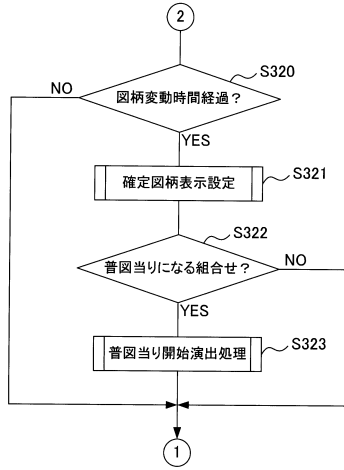 2
S320
図柄変動時間経過？
NO
YES
S321
確定図柄表示設定
S322
普図当りになる組合せ？
NO
YES
S323
普図当り開始演出処理
1